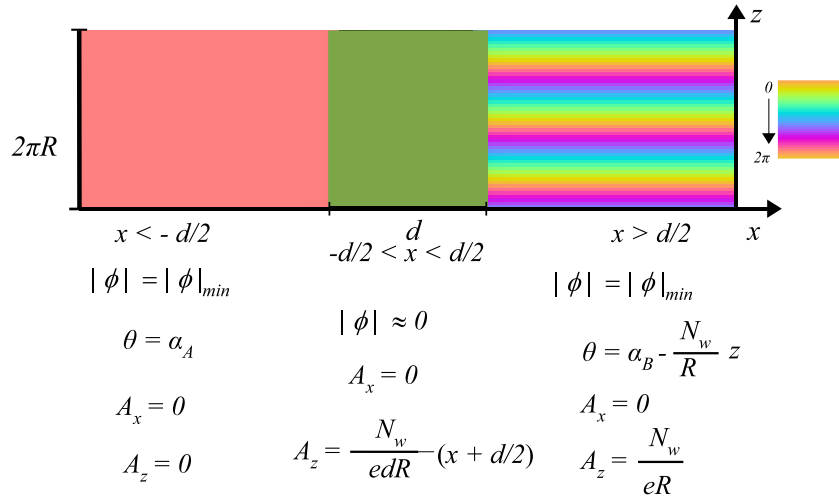 z
0
2π
2πR
x < - d/2
d
-d/2 < x < d/2
x > d/2
x
|ϕ| = |ϕ|min
θ = αA
Ax = 0
Az = 0
|ϕ| ≈ 0
Ax = 0
Az = Nw/edR (x + d/2)
|ϕ| = |ϕ|min
θ = αB - Nw/R z
Ax = 0
Az = Nw/eR